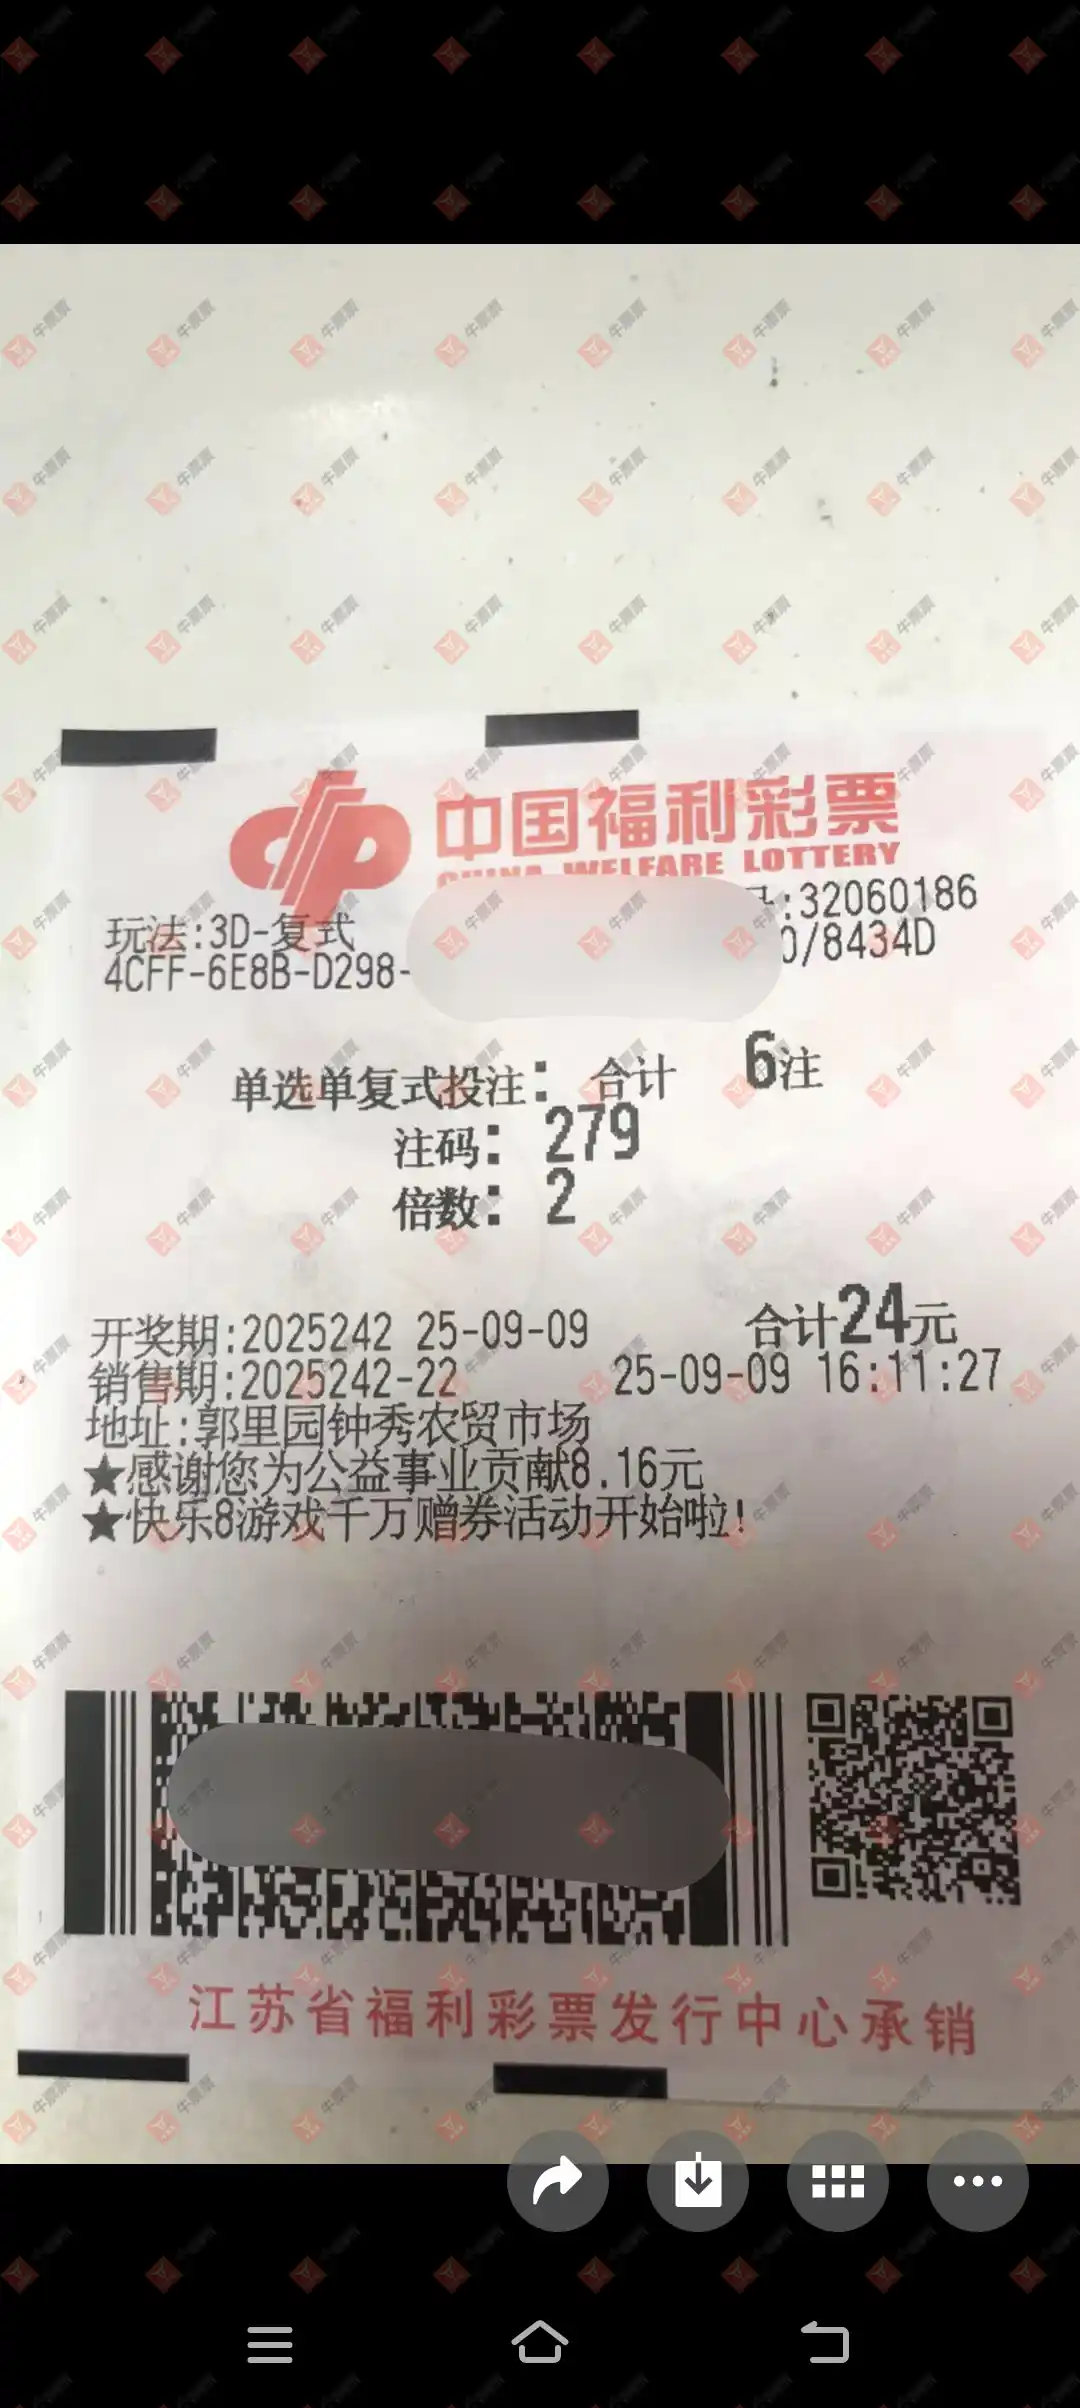 中国福利彩票
CHINA WELFARE LOTTERY
:32060186
玩法:3D-复式
0/8434D
4CFF-6E8B-D298-
单选单复式投注: 合计 6注
注码: 279
倍数: 2
开奖期:2025242 25-09-09 合计24元
销售期:2025242-22 25-09-09 16:11:27
地址:郭里园钟秀农贸市场
★感谢您为公益事业贡献8.16元
★快乐8游戏千万赠券活动开始啦!
江苏省福利彩票发行中心承销
牛票票